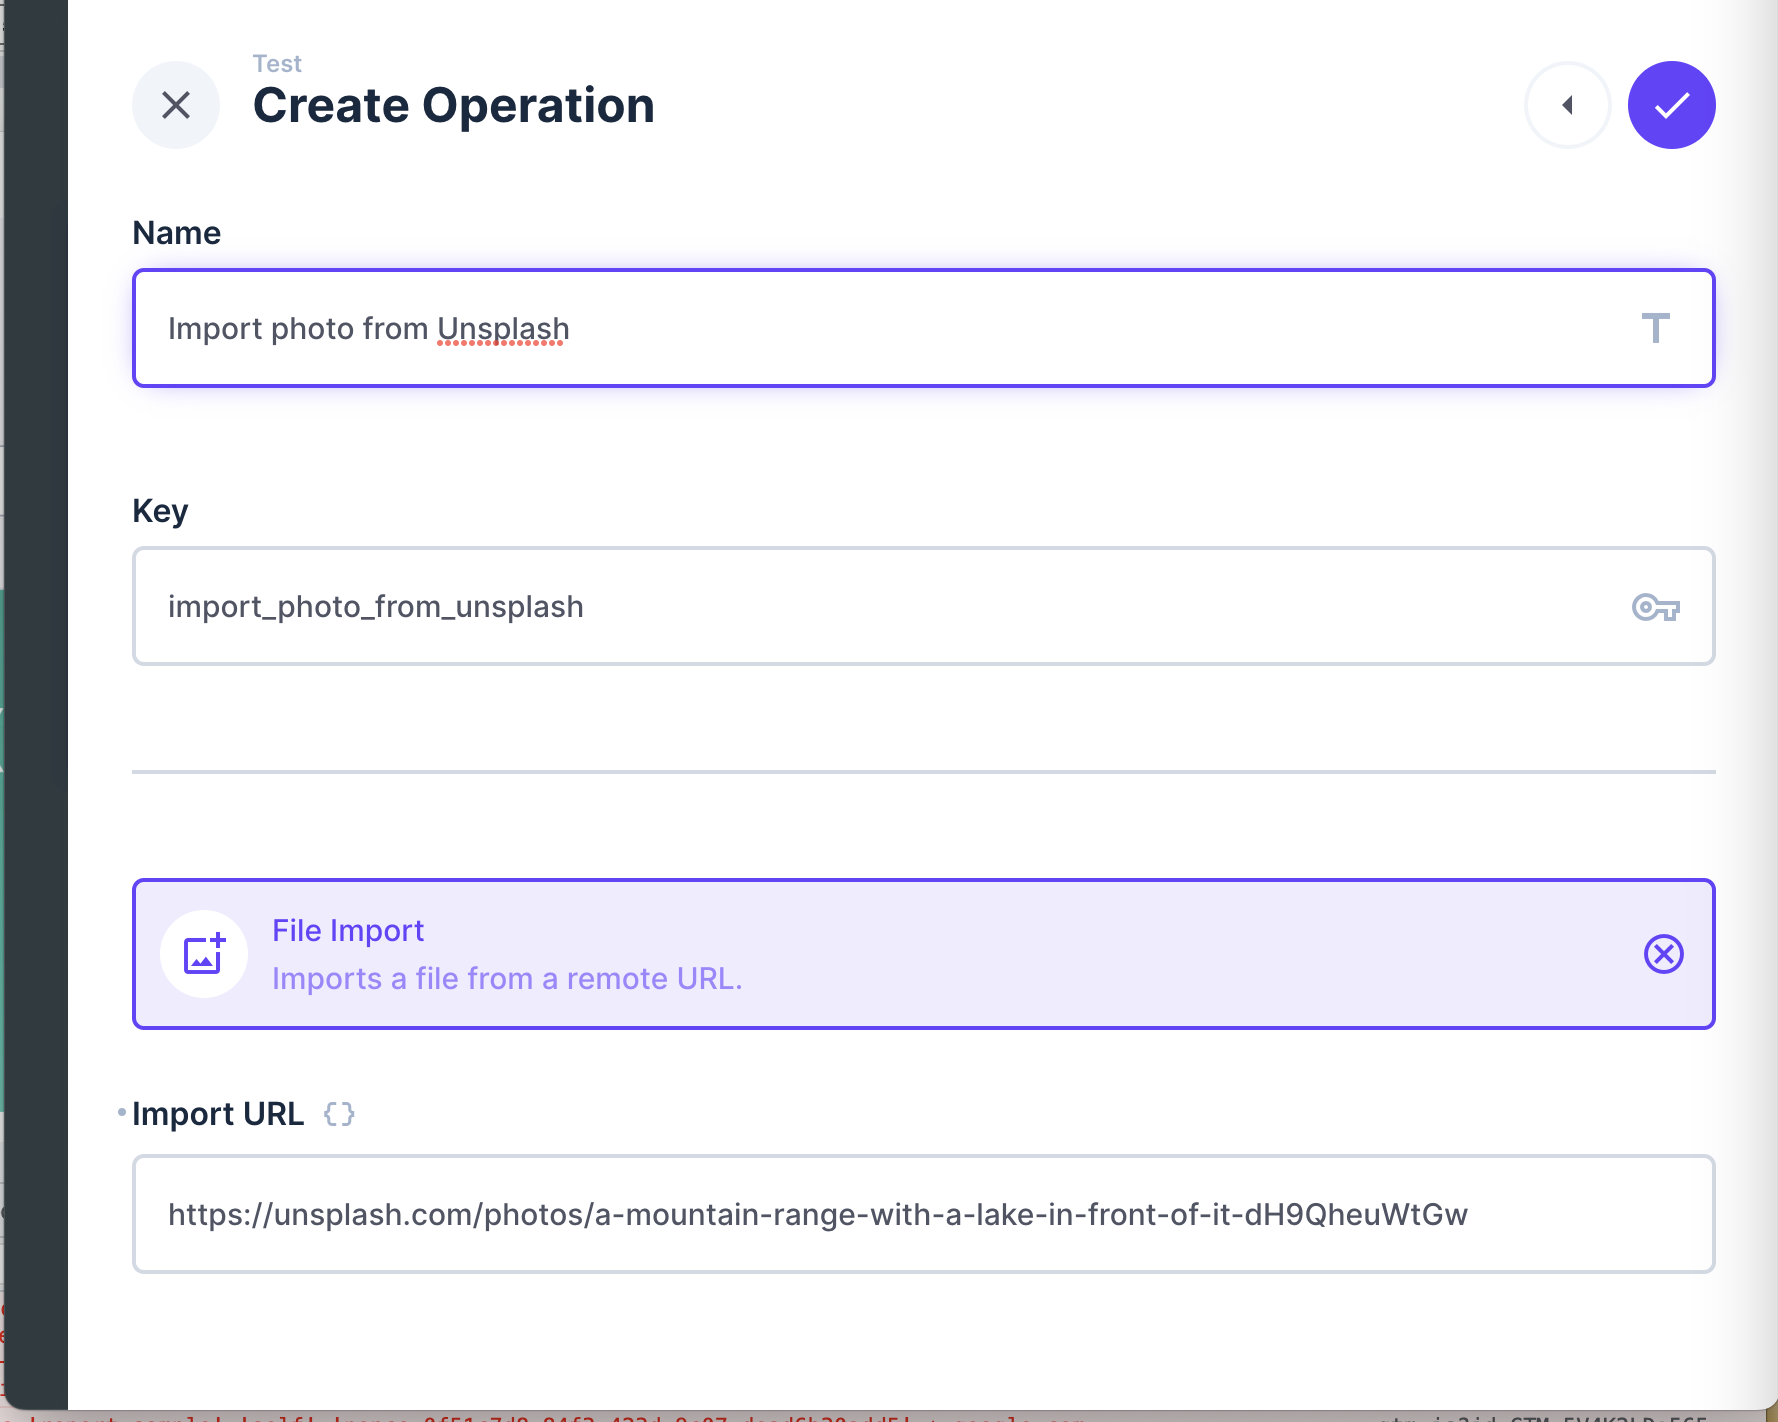 Test
Create Operation
Name
Import photo from Unsplash
T
Key
import_photo_from_unsplash
File Import
Imports a file from a remote URL.
Import URL {}
https://unsplash.com/photos/a-mountain-range-with-a-lake-in-front-of-it-dH9QheuWtGw